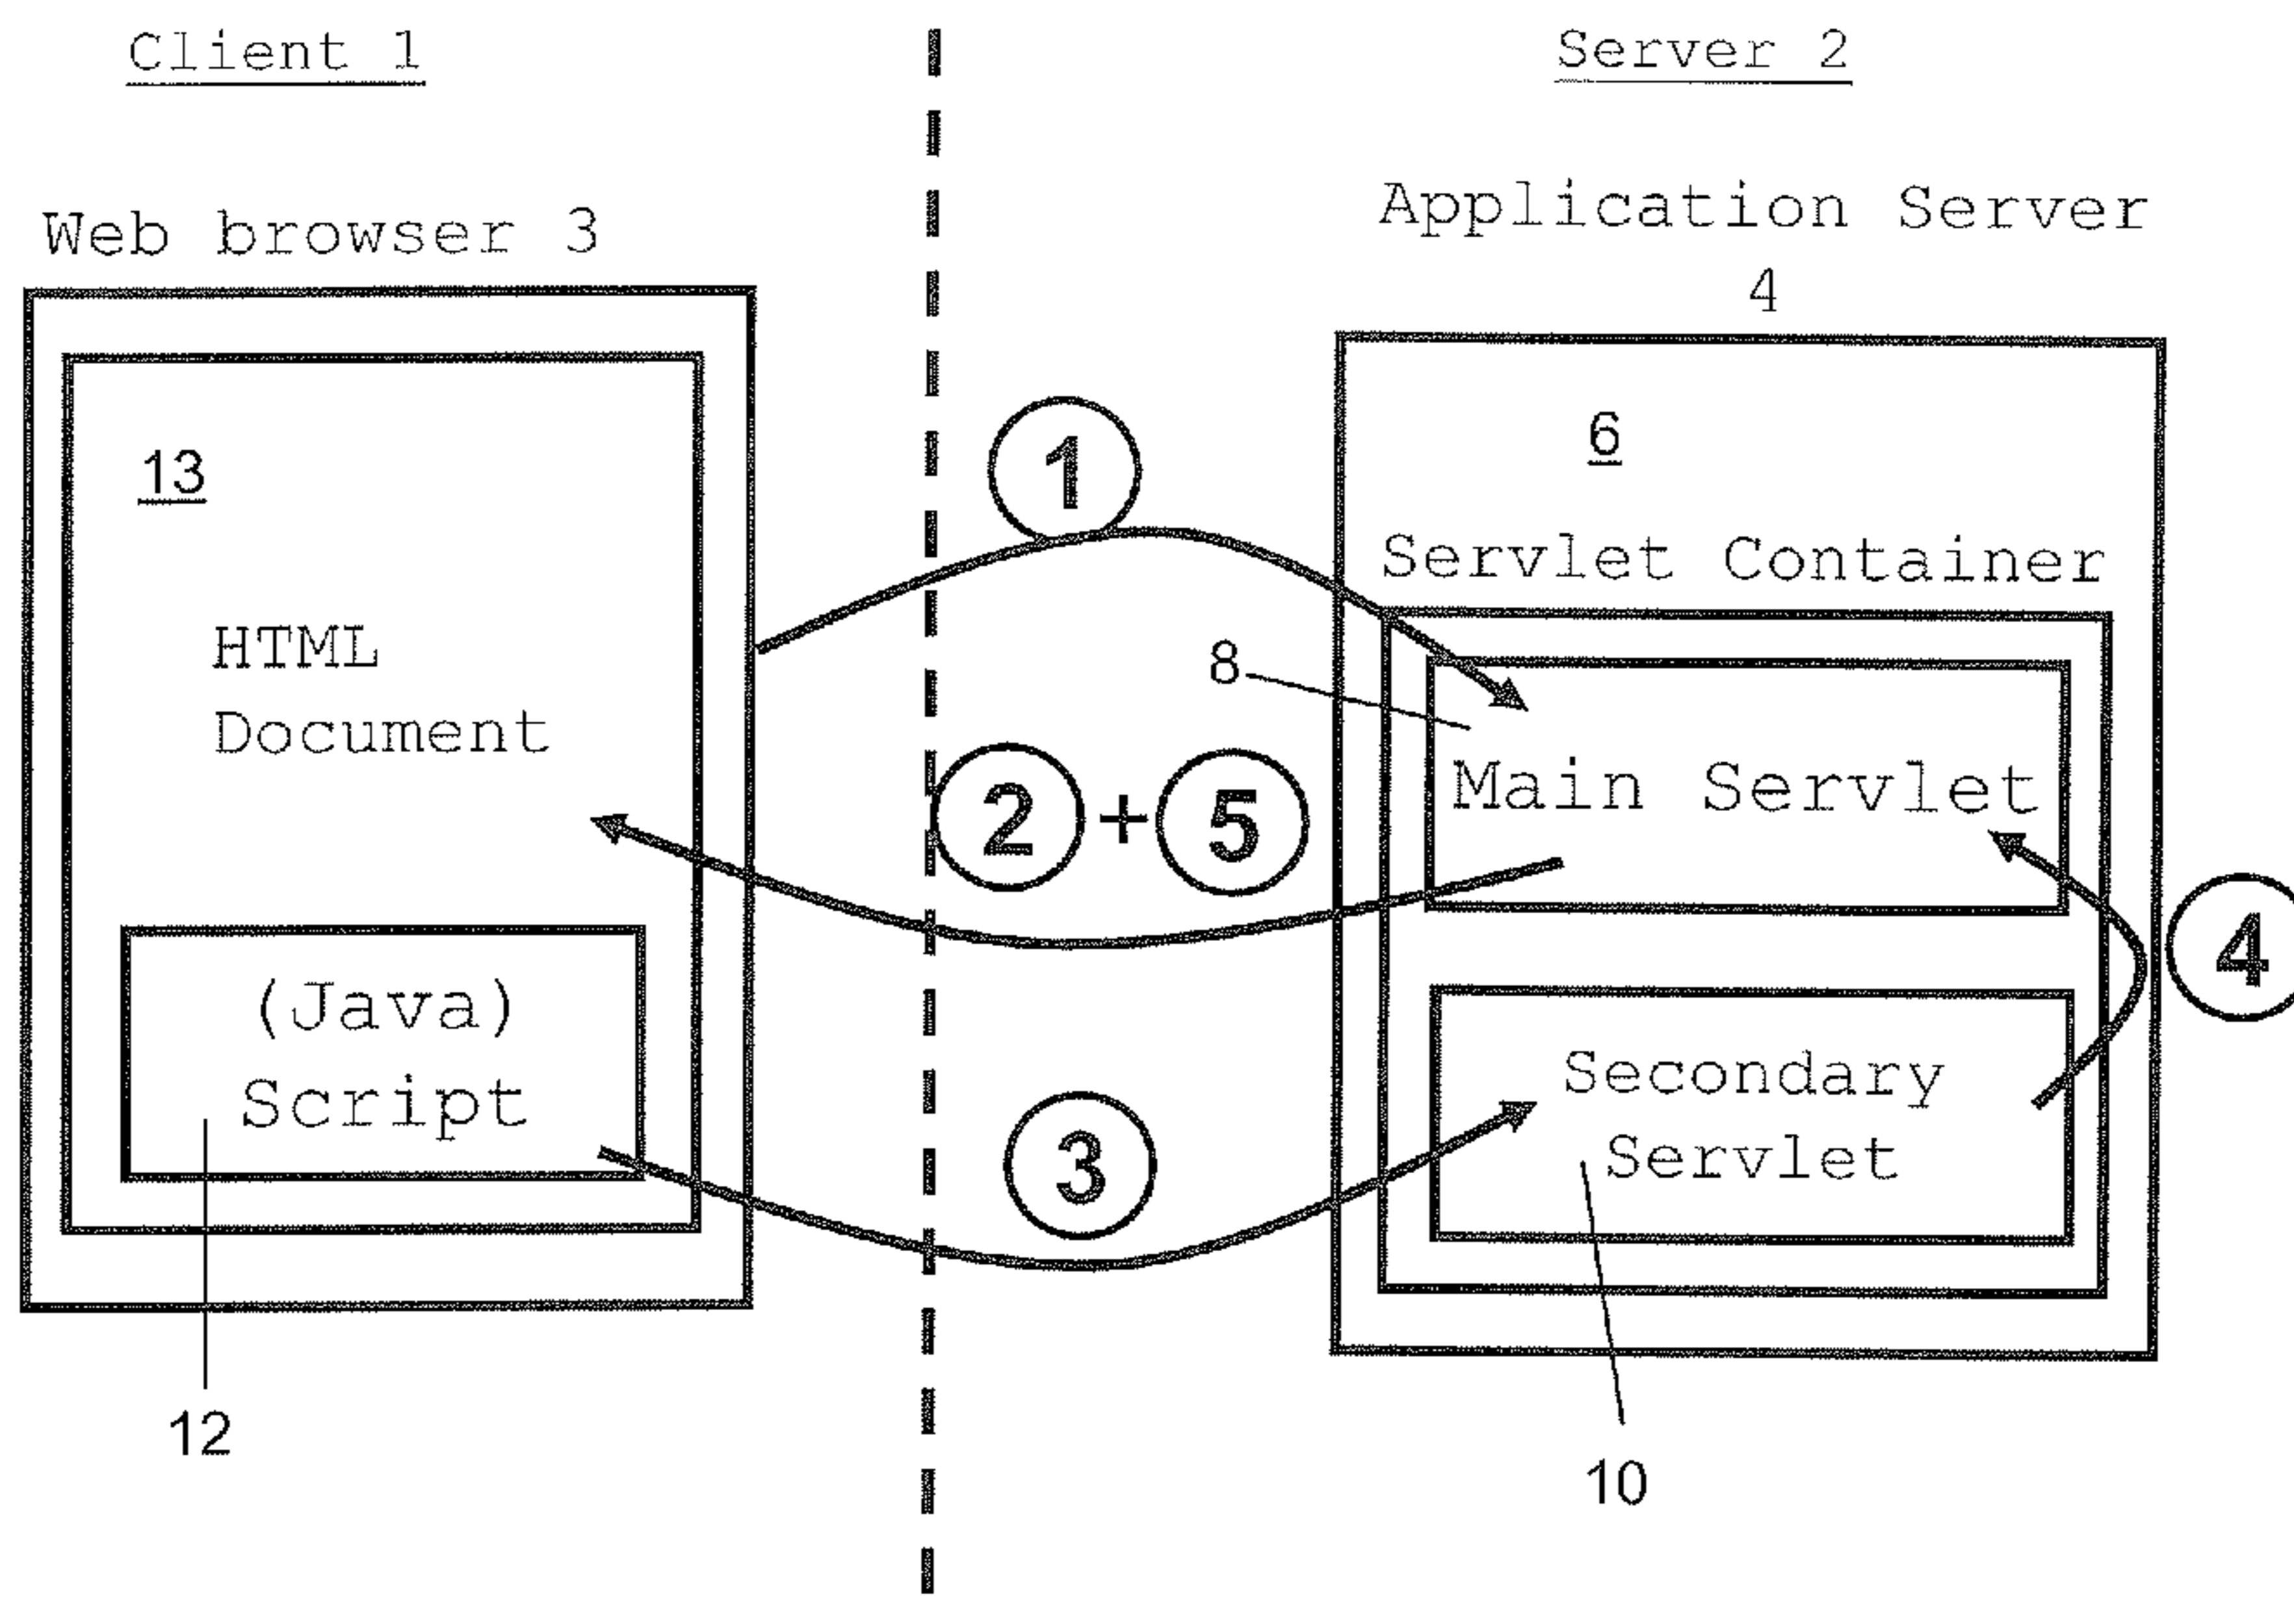 Client 1
Server 2
Web browser 3
Application Server
4
13
HTML
Document
(Java)
Script
12
1
2 + 5
3
4
6
Servlet Container
8
Main Servlet
Secondary
Servlet
10